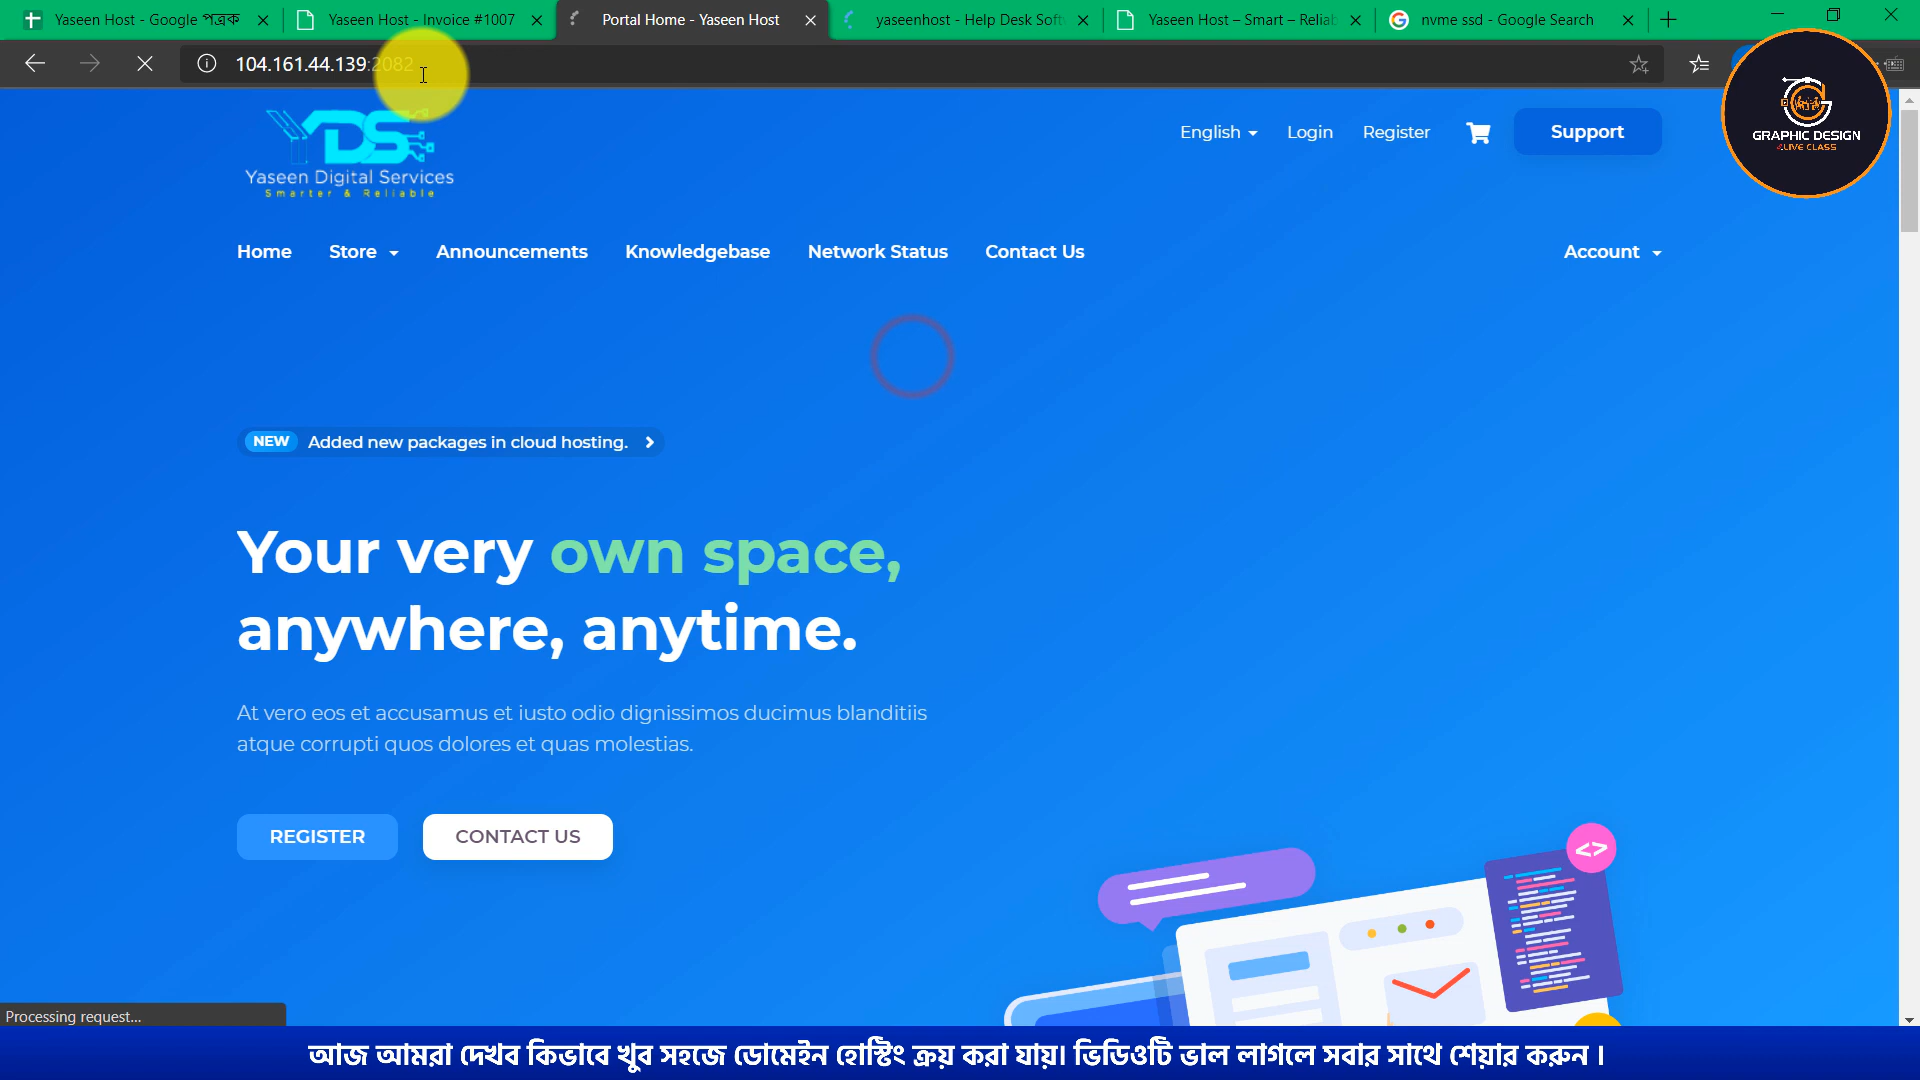 Yaseen Host - Google পত্রক
Yaseen Host - Invoice #1007
Portal Home - Yaseen Host
yaseenhost - Help Desk Soft
Yaseen Host – Smart – Reliab
nvme ssd - Google Search
104.161.44.139:2082
YDS
Yaseen Digital Services
Smarter & Reliable
English
Login
Register
Support
GRAPHIC DESIGN
LIVE CLASS
Home
Store
Announcements
Knowledgebase
Network Status
Contact Us
Account
NEW Added new packages in cloud hosting.
Your very own space,
anywhere, anytime.
At vero eos et accusamus et iusto odio dignissimos ducimus blanditiis
atque corrupti quos dolores et quas molestias.
REGISTER
CONTACT US
<>
Processing request...
আজ আমরা দেখব কিভাবে খুব সহজে ডোমেইন হোস্টিং ক্রয় করা যায়। ভিডিওটি ভাল লাগলে সবার সাথে শেয়ার করুন।